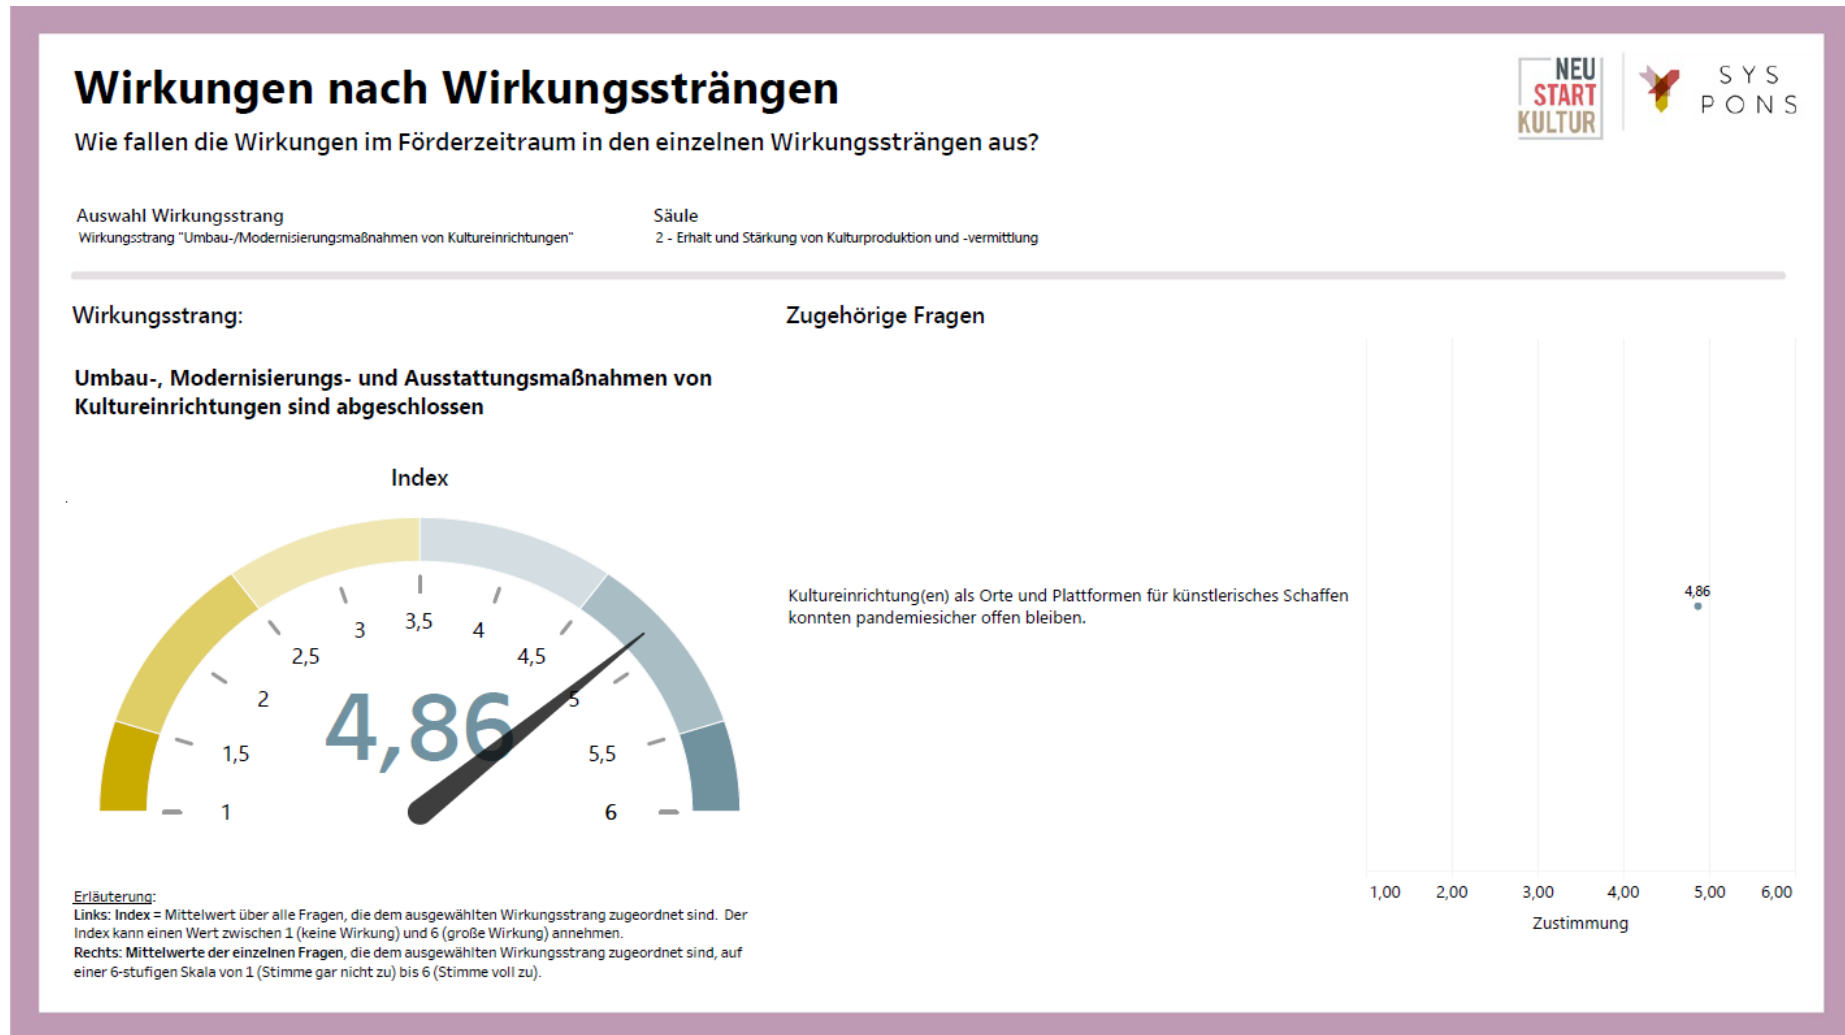 Wirkungen nach Wirkungssträngen
Wie fallen die Wirkungen im Förderzeitraum in den einzelnen Wirkungssträngen aus?
NEU
START
KULTUR
SYS
PONS
Auswahl Wirkungsstrang
Wirkungsstrang "Umbau-/Modernisierungsmaßnahmen von Kultureinrichtungen"
Säule
2 - Erhalt und Stärkung von Kulturproduktion und -vermittlung
Wirkungsstrang:
Umbau-, Modernisierungs- und Ausstattungsmaßnahmen von
Kultureinrichtungen sind abgeschlossen
Index
1
1,5
2
2,5
3
3,5
4
4,5
5
5,5
6
4,86
Erläuterung:
Links: Index = Mittelwert über alle Fragen, die dem ausgewählten Wirkungsstrang zugeordnet sind. Der
Index kann einen Wert zwischen 1 (keine Wirkung) und 6 (große Wirkung) annehmen.
Rechts: Mittelwerte der einzelnen Fragen, die dem ausgewählten Wirkungsstrang zugeordnet sind, auf
einer 6-stufigen Skala von 1 (Stimme gar nicht zu) bis 6 (Stimme voll zu).
Zugehörige Fragen
Kultureinrichtung(en) als Orte und Plattformen für künstlerisches Schaffen
konnten pandemiesicher offen bleiben.
4,86
1,00 2,00 3,00 4,00 5,00 6,00
Zustimmung